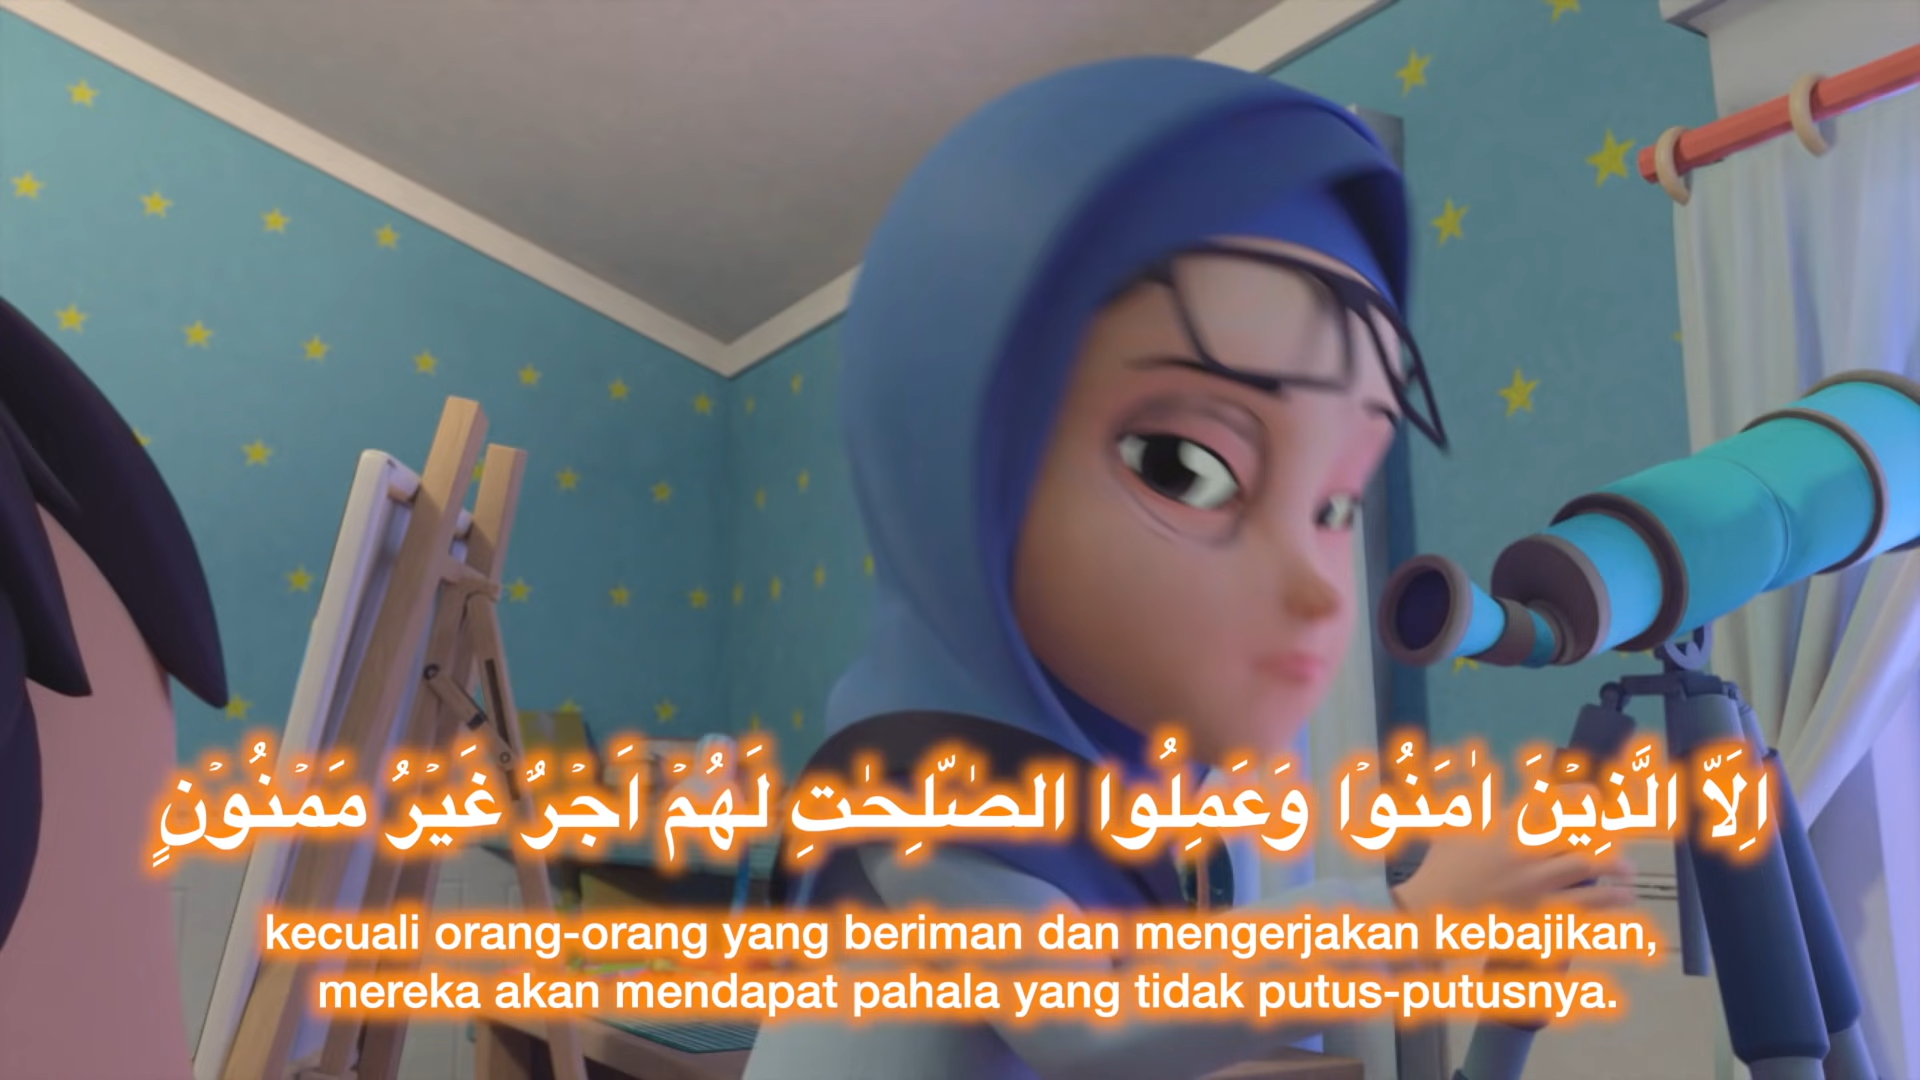 اِلَّا الَّذِيْنَ اٰمَنُوْا وَعَمِلُوا الصّٰلِحٰتِ لَهُمْ اَجْرٌ غَيْرُ مَمْنُوْنٍ
kecuali orang-orang yang beriman dan mengerjakan kebajikan,
mereka akan mendapat pahala yang tidak putus-putusnya.